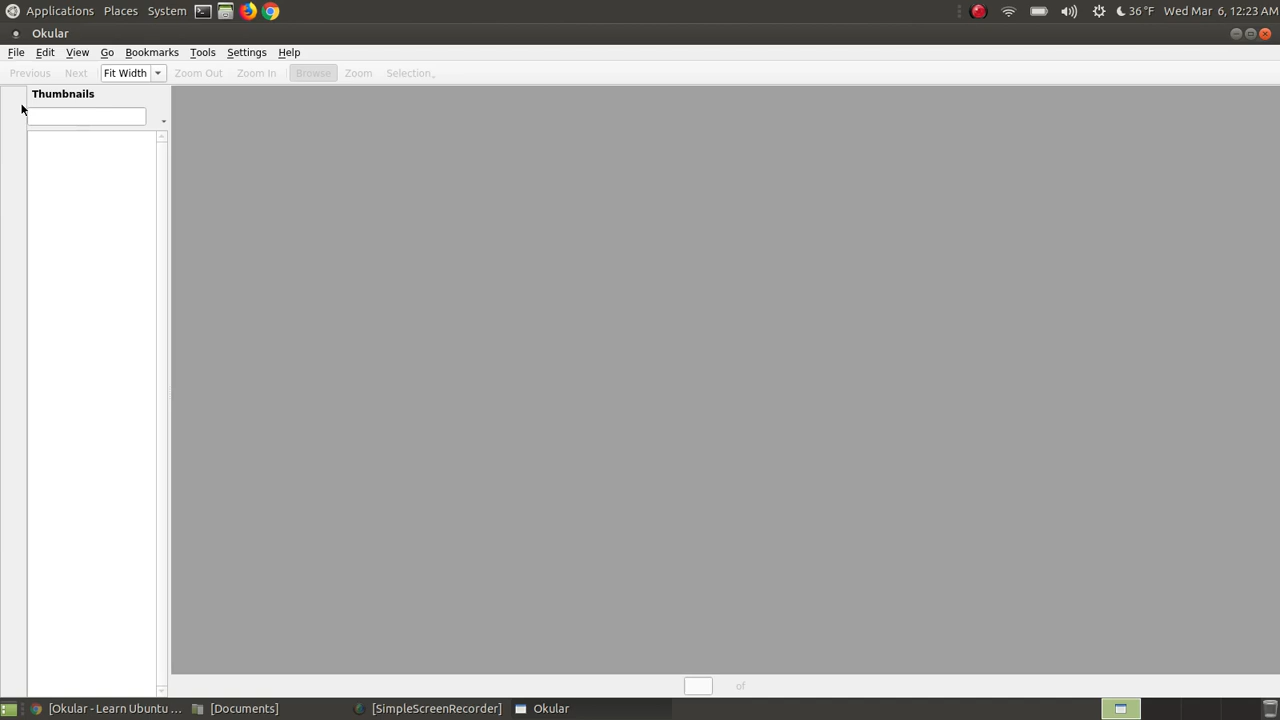 Applications Places System 36 °F Wed Mar 6, 12:23 AM
Okular
File Edit View Go Bookmarks Tools Settings Help
Previous Next Fit Width Zoom Out Zoom In Browse Zoom Selection
Thumbnails
of
[Okular - Learn Ubuntu ... [Documents] [SimpleScreenRecorder] Okular